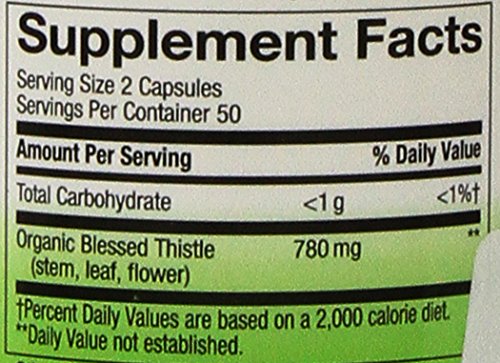 Supplement Facts
Serving Size 2 Capsules
Servings Per Container 50
Amount Per Serving % Daily Value
Total Carbohydrate <1 g <1%†
Organic Blessed Thistle 780 mg **
(stem, leaf, flower)
†Percent Daily Values are based on a 2,000 calorie diet.
**Daily Value not established.